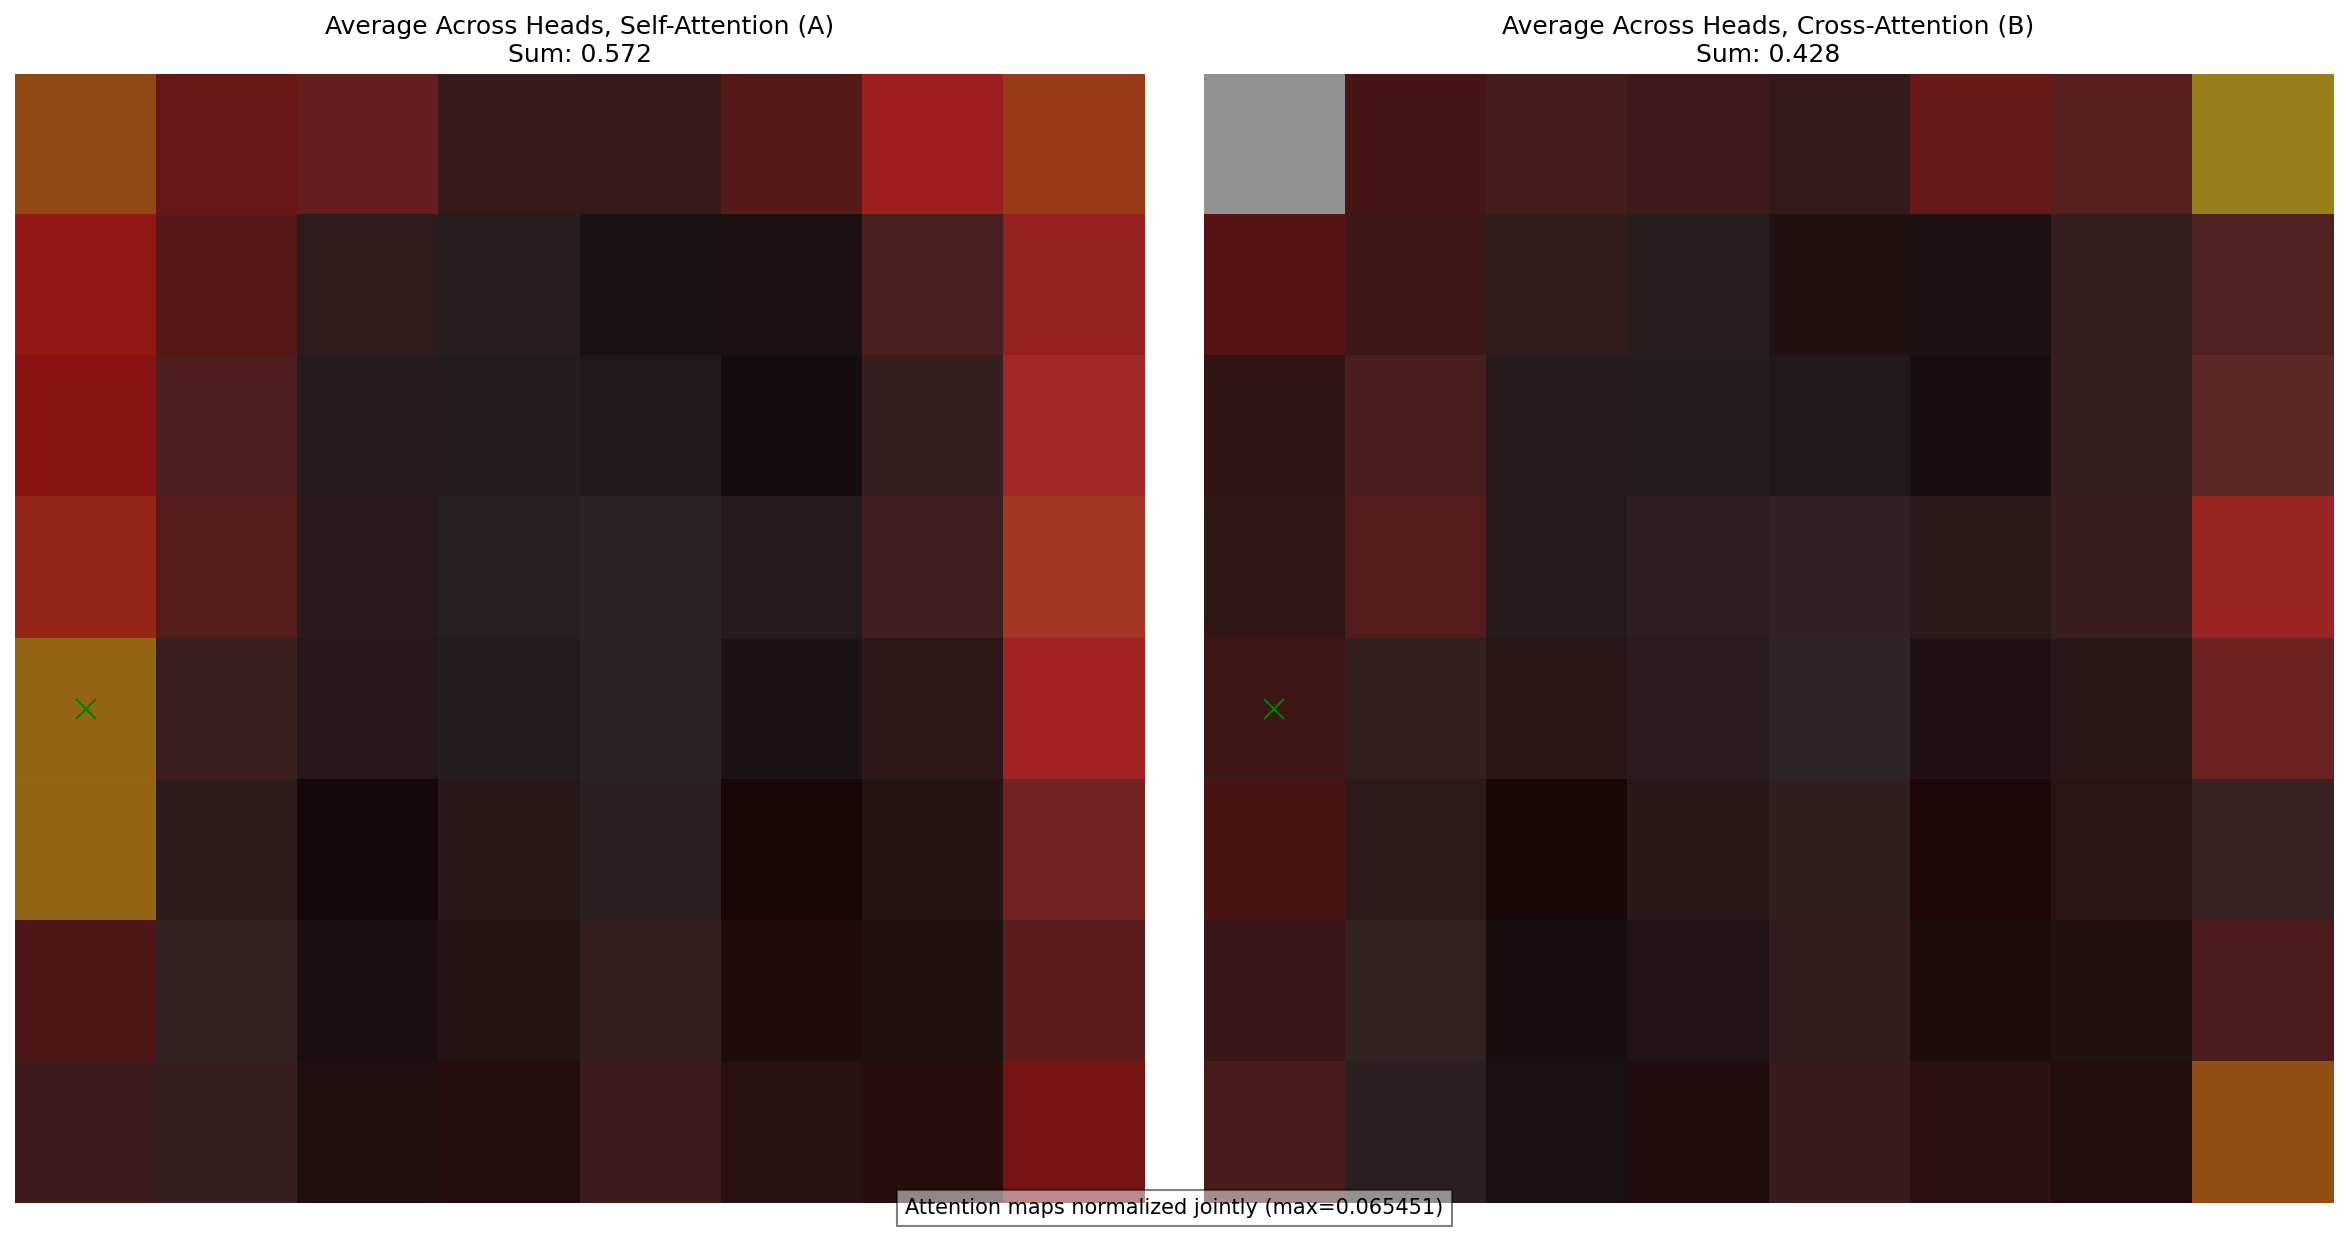 Average Across Heads, Self-Attention (A)
Sum: 0.572
Average Across Heads, Cross-Attention (B)
Sum: 0.428
Attention maps normalized jointly (max=0.065451)